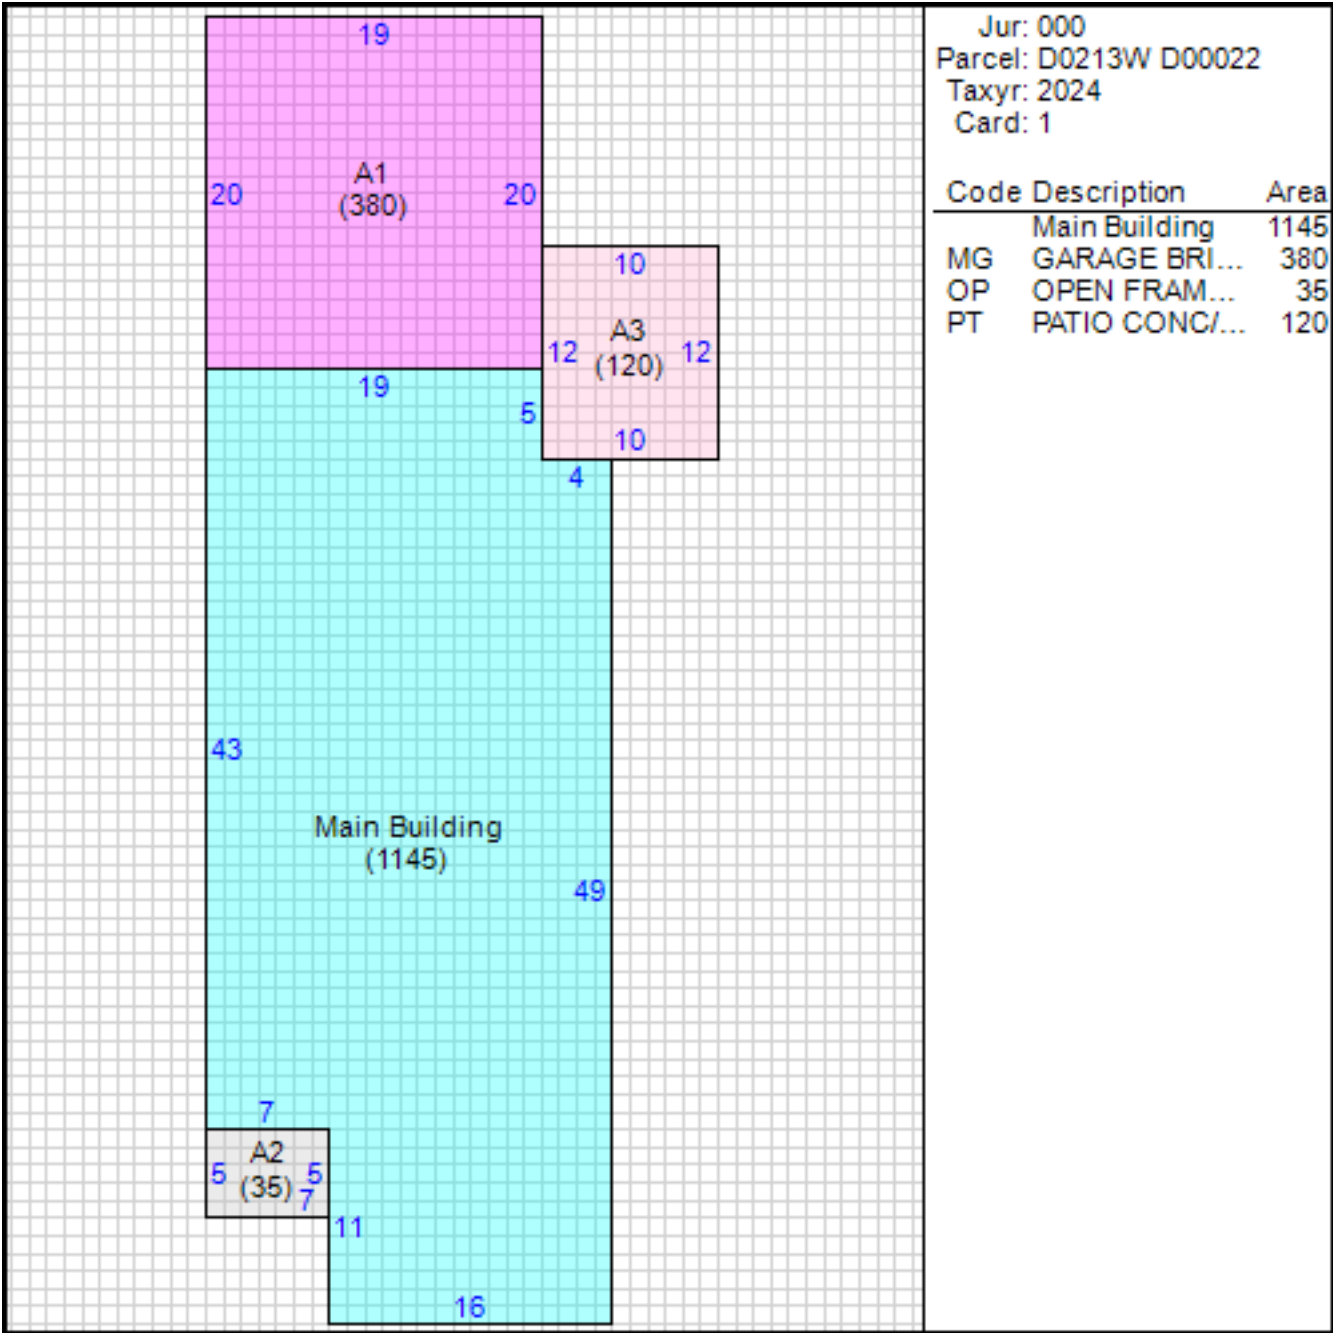 19
A1
(380)
20 20
10
A3
(120)
12 12
10
19
5
4
43
Main Building
(1145)
49
7
A2
(35)
5 5
7
11
16
Jur: 000
Parcel: D0213W D00022
Taxyr: 2024
Card: 1
Code Description Area
Main Building 1145
MG GARAGE BRI... 380
OP OPEN FRAM... 35
PT PATIO CONC/... 120